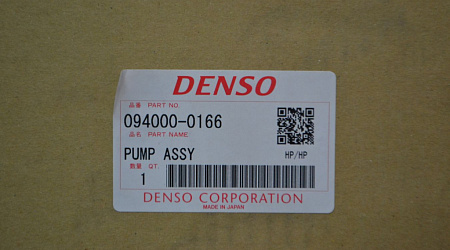 DENSO
品番 PART NO.
094000-0166
品名 PART NAME
PUMP ASSY
HP/HP
数量 QT.
1
DENSO CORPORATION
MADE IN JAPAN